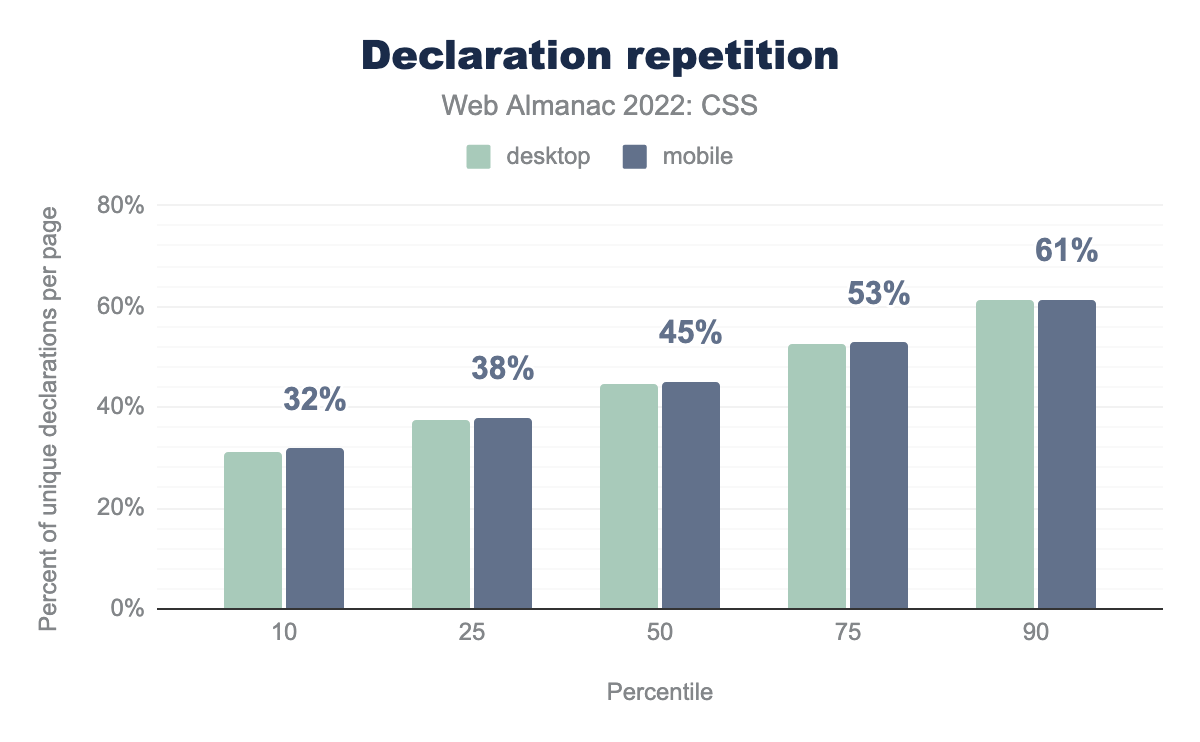 Declaration repetition
Web Almanac 2022: CSS
desktop mobile
Percent of unique declarations per page
80%
60%
40%
20%
0%
32%
38%
45%
53%
61%
10 25 50 75 90
Percentile